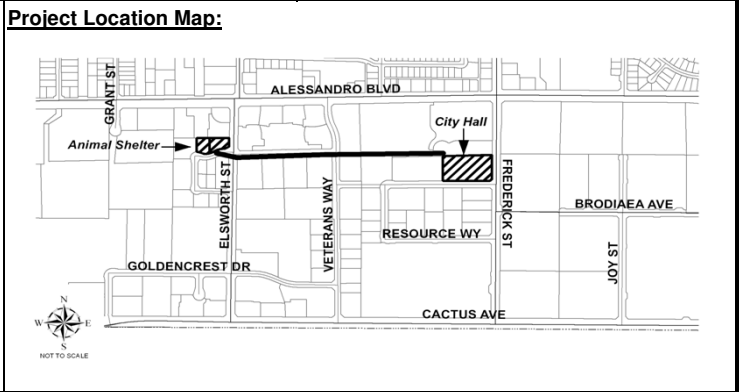 Project Location Map:
GRANT ST
ALESSANDRO BLVD
City Hall
Animal Shelter
ELSWORTH ST
VETERANS WAY
FREDERICK ST
BRODIAEA AVE
RESOURCE WY
JOY ST
GOLDENCREST DR
CACTUS AVE
N
W E
S
NOT TO SCALE